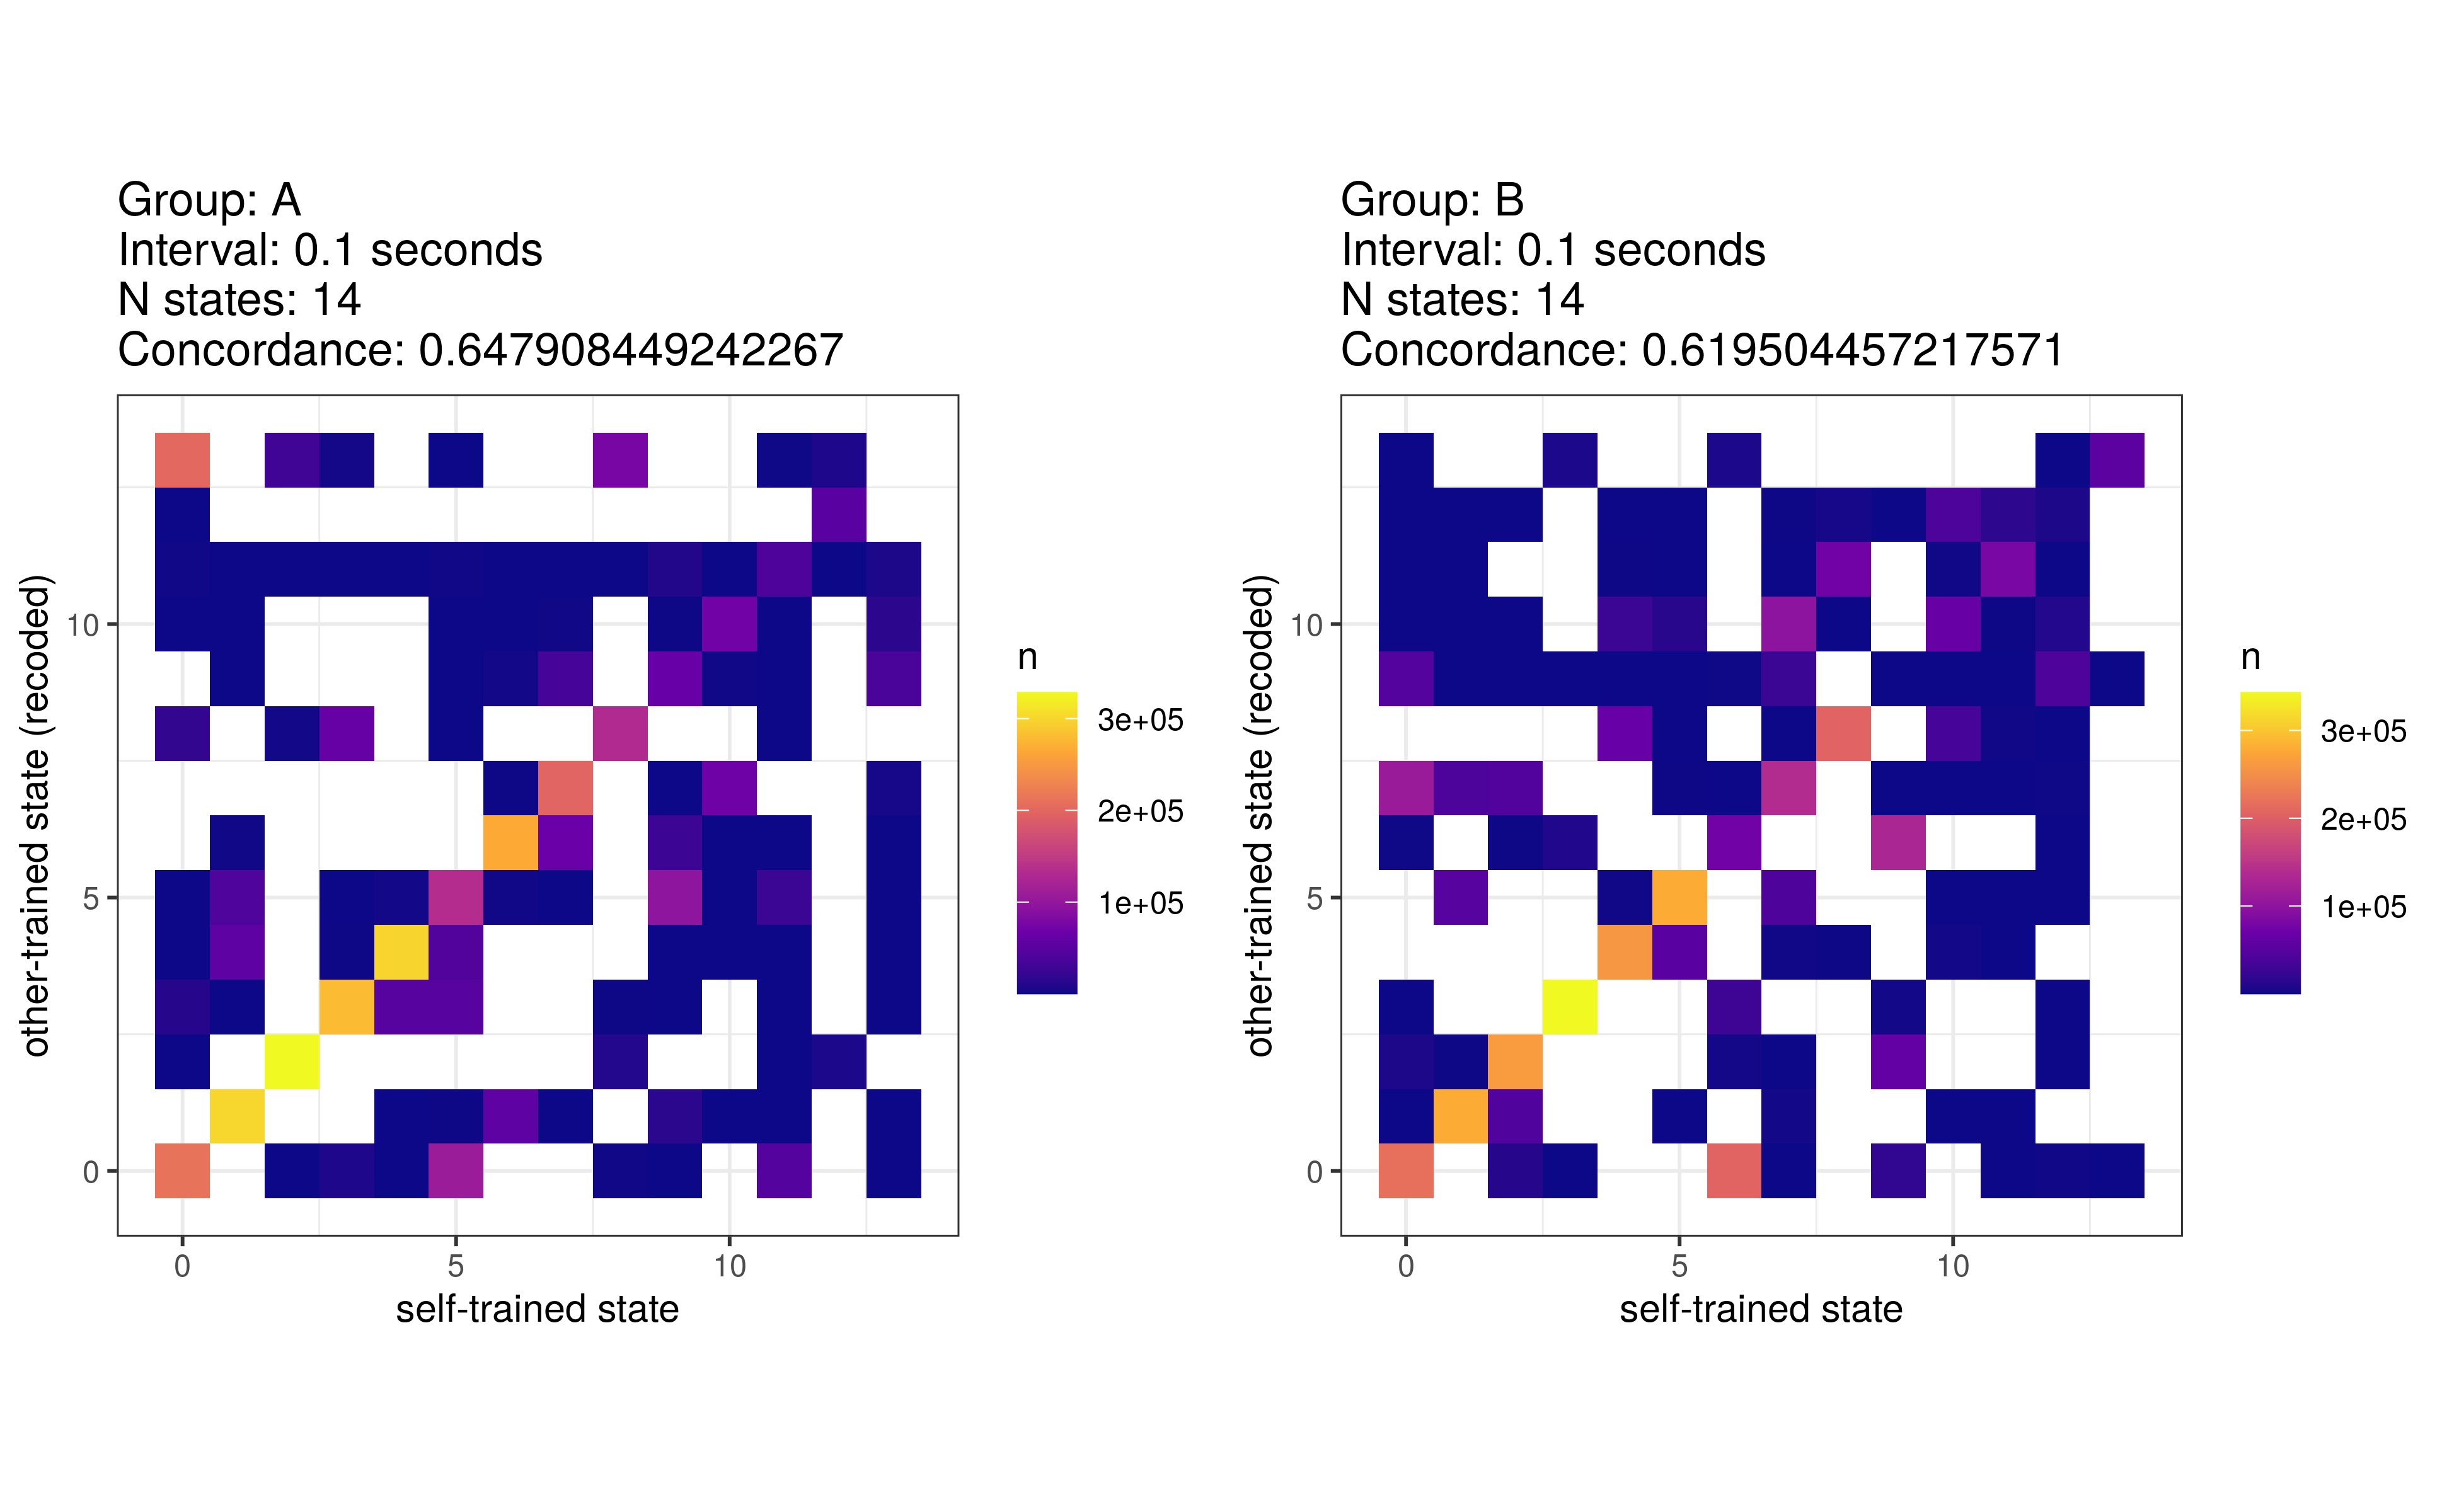 Group: A
Interval: 0.1 seconds
N states: 14
Concordance: 0.647908449242267
other-trained state (recoded)
10
5
0
0
5
10
self-trained state
n
3e+05
2e+05
1e+05
Group: B
Interval: 0.1 seconds
N states: 14
Concordance: 0.619504457217571
other-trained state (recoded)
10
5
0
0
5
10
self-trained state
n
3e+05
2e+05
1e+05